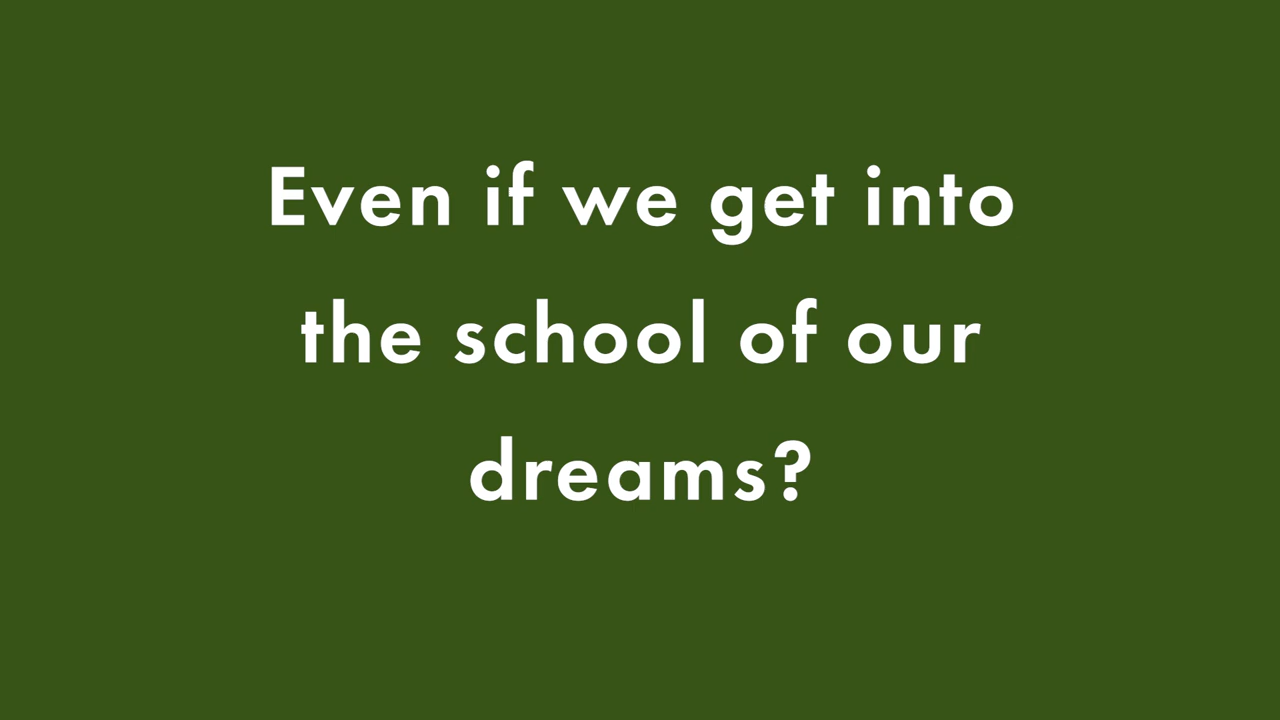 Even if we get into
the school of our
dreams?